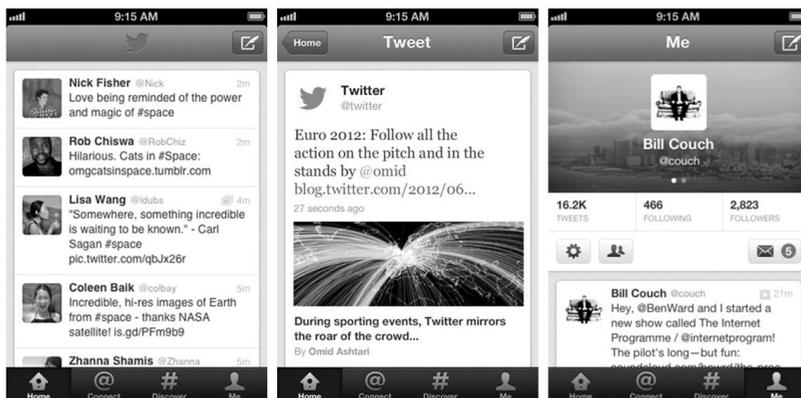 9:15 AM
Nick Fisher @Nick 2m
Love being reminded of the power
and magic of #space
Rob Chiswa @RobChiz 2m
Hilarious. Cats in #Space:
omgcatsinspace.tumblr.com
Lisa Wang @ldubs 4m
"Somewhere, something incredible
is waiting to be known." - Carl
Sagan #space
pic.twitter.com/qbJx26r
Coleen Baik @colbay 5m
Incredible, hi-res images of Earth
from #space - thanks NASA
satellite! is.gd/PFm9b9
Zhanna Shamis @Zhanna 5m
Home Connect Discover Me
9:15 AM
Home Tweet
Twitter
@twitter
Euro 2012: Follow all the
action on the pitch and in the
stands by @omid
blog.twitter.com/2012/06...
27 seconds ago
During sporting events, Twitter mirrors
the roar of the crowd...
By Omid Ashtari
Home Connect Discover Me
9:15 AM
Me
Bill Couch
@couch
16.2K 466 2,823
TWEETS FOLLOWING FOLLOWERS
5
Bill Couch @couch 21m
Hey, @BenWard and I started a
new show called The Internet
Programme / @internetprogram!
The pilot's long—but fun:
Home Connect Discover Me